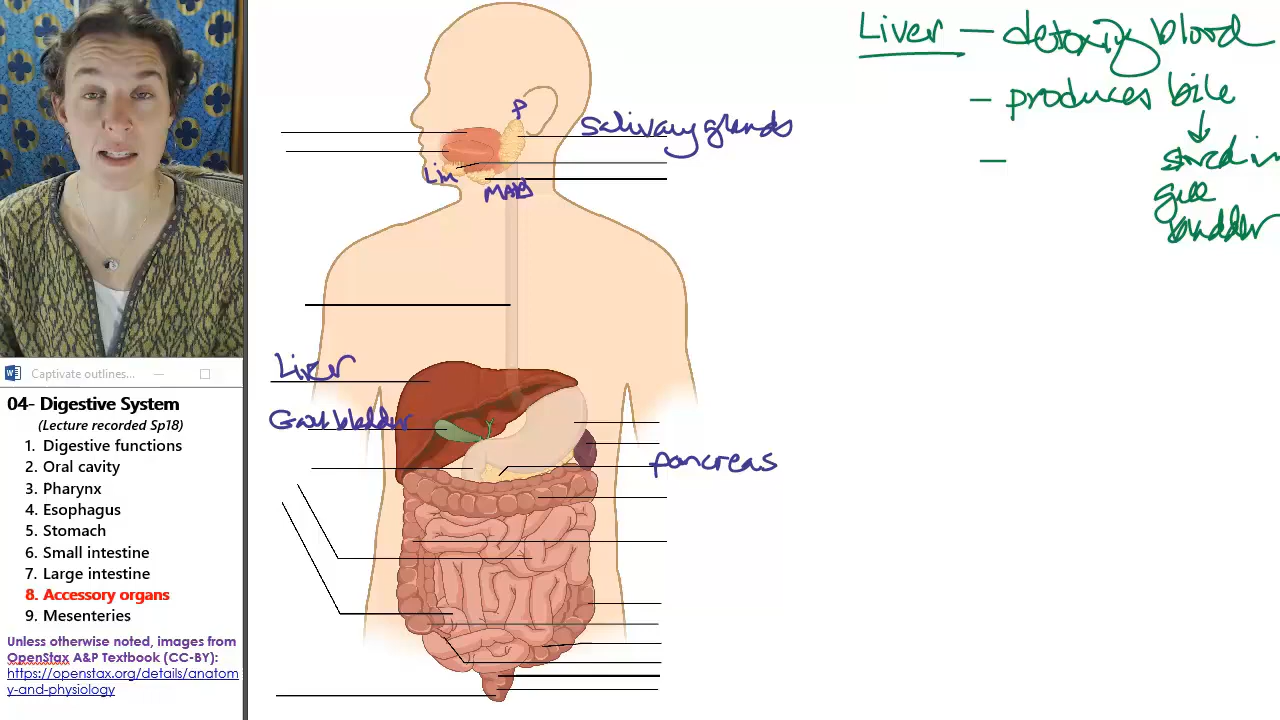 Liver – detoxify blood
– produces bile
↓
stored in
gall
bladder
–
P
Salivary glands
Lin
Liver
Gall bladder
pancreas
Captivate outlines...
04- Digestive System
(Lecture recorded Sp18)
1. Digestive functions
2. Oral cavity
3. Pharynx
4. Esophagus
5. Stomach
6. Small intestine
7. Large intestine
8. Accessory organs
9. Mesenteries
Unless otherwise noted, images from
OpenStax A&P Textbook (CC-BY):
https://openstax.org/details/anatom
y-and-physiology